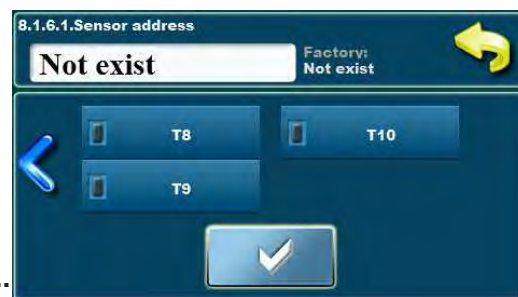 8.1.6.1.Sensor address
Not exist
Factory:
Not exist
T8
T10
T9
..